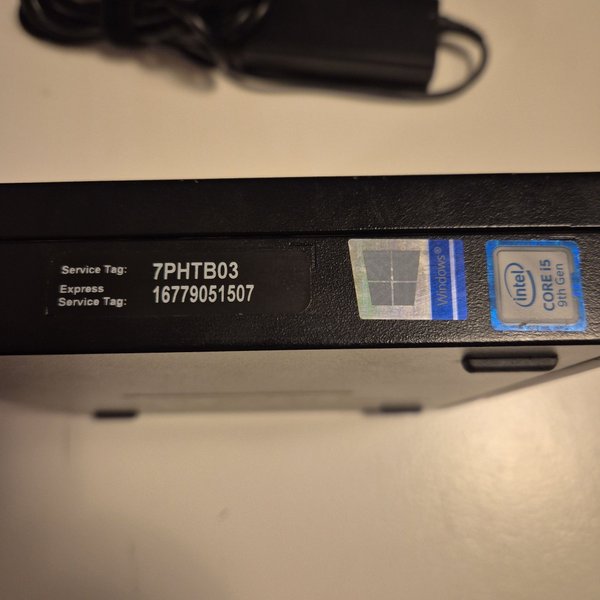 Service Tag: 7PHTB03
Express
Service Tag: 16779051507
Windows®
intel
CORE i5
9th Gen